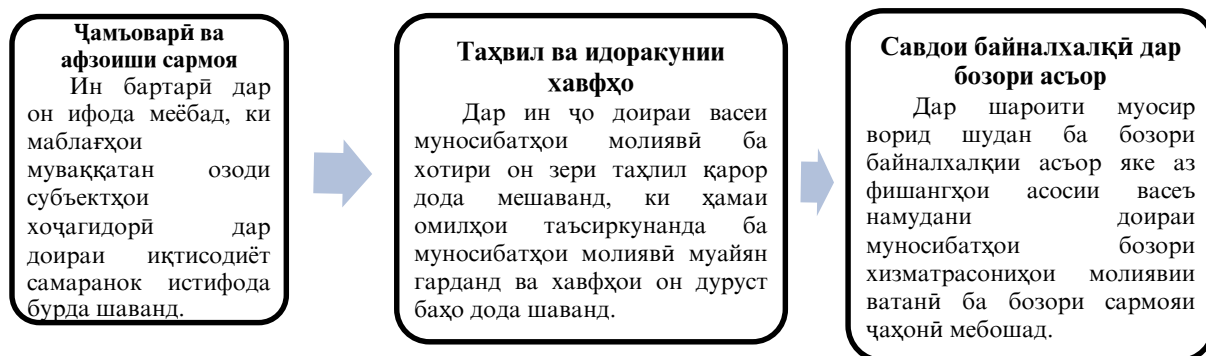 Ҷамъоварӣ ва
афзоиши сармоя
Ин бартарӣ дар
он ифода меёбад, ки
маблағҳои
муваққатан озоди
субъектҳои
хоҷагидорӣ дар
доираи иқтисодиёт
самаранок истифода
бурда шаванд.
Таҳвил ва идоракунии
хавфҳо
Дар ин ҷо доираи васеи
муносибатҳои молиявӣ ба
хотири он зери таҳлил қарор
дода мешаванд, ки ҳамаи
омилҳои таъсиркунанда ба
муносибатҳои молиявӣ муайян
гарданд ва хавфҳои он дуруст
баҳо дода шаванд.
Савдои байналхалқӣ дар
бозори асъор
Дар шароити муосир
ворид шудан ба бозори
байналхалқии асъор яке аз
фишангҳои асосии васеъ
намудани доираи
муносибатҳои бозори
хизматрасониҳои молиявии
ватанӣ ба бозори сармояи
ҷаҳонӣ мебошад.